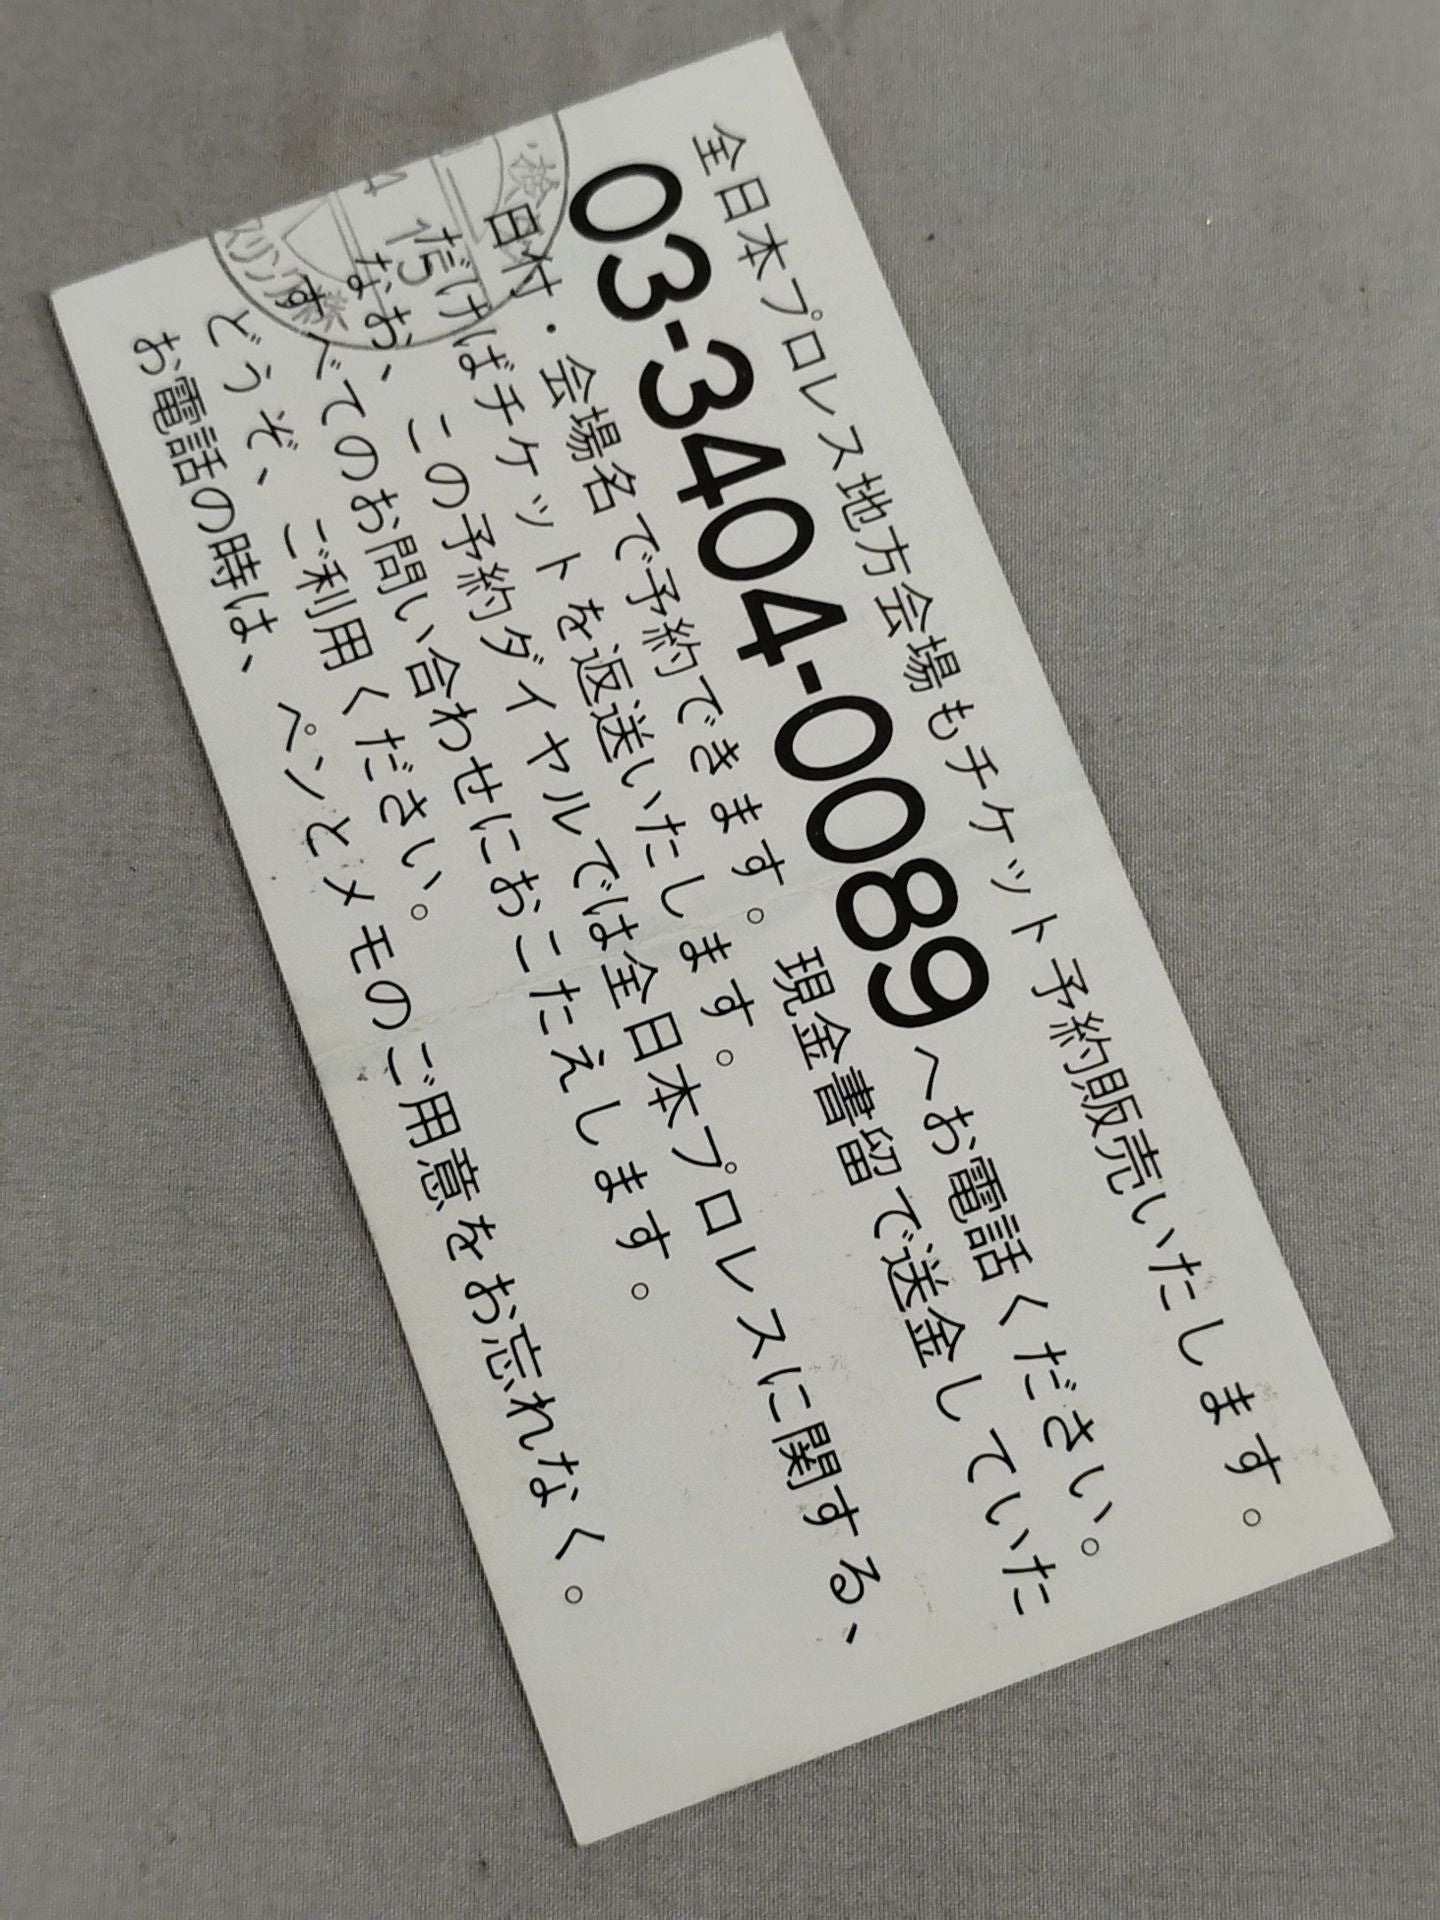 全日本プロレス地方会場もチケット予約販売いたします。
03-3404-0089へお電話ください。
日付・会場名で予約できます。現金書留で送金していた
だけばチケットを返送いたします。
なお、この予約ダイヤルでは全日本プロレスに関する、
すべてのお問い合わせにおこたえします。
どうぞ、ご利用ください。
お電話の時は、ペンとメモのご用意をお忘れなく。